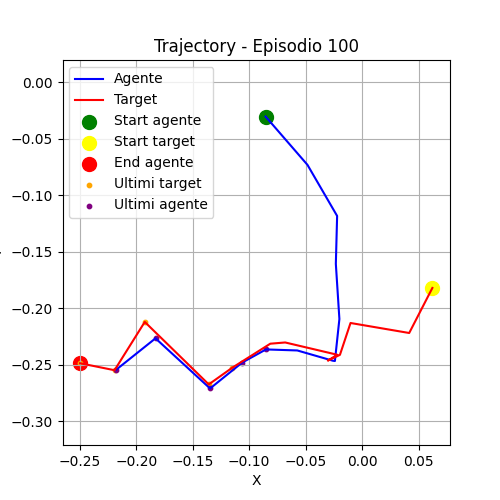 Trajectory - Episodio 100
Agente
Target
Start agente
Start target
End agente
Ultimi target
Ultimi agente
0.00
−0.05
−0.10
−0.15
−0.20
−0.25
−0.30
−0.25 −0.20 −0.15 −0.10 −0.05 0.00 0.05
X